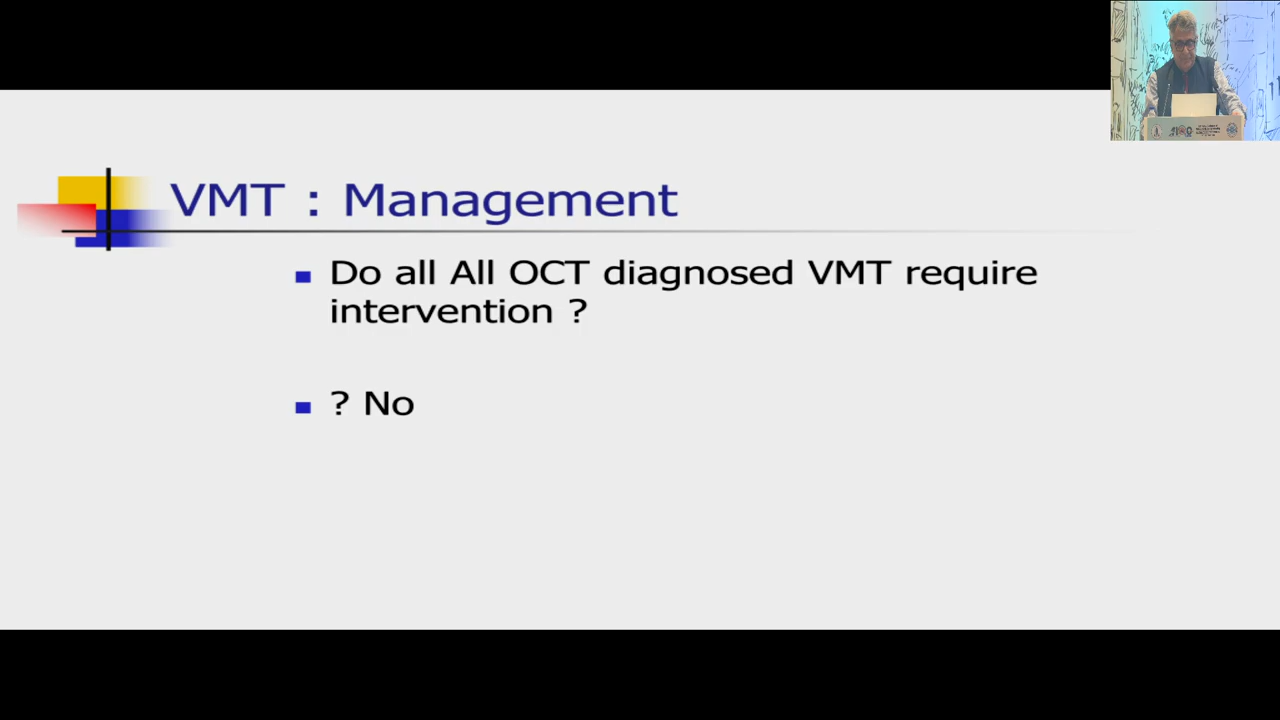 VMT : Management
Do all All OCT diagnosed VMT require
intervention ?
? No